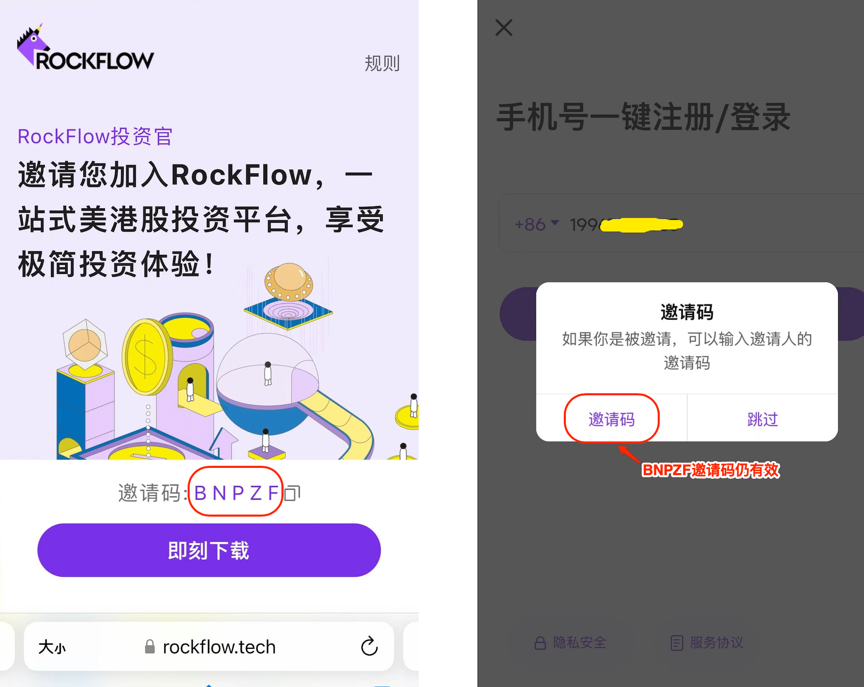 ROCKFLOW
规则
RockFlow投资官
邀请您加入RockFlow，一
站式美港股投资平台，享受
极简投资体验！
邀请码:BNPZF
即刻下载
大小
rockflow.tech
手机号一键注册/登录
+86 199
邀请码
如果你是被邀请，可以输入邀请人的
邀请码
邀请码
跳过
BNPZF邀请码仍有效
隐私安全
服务协议